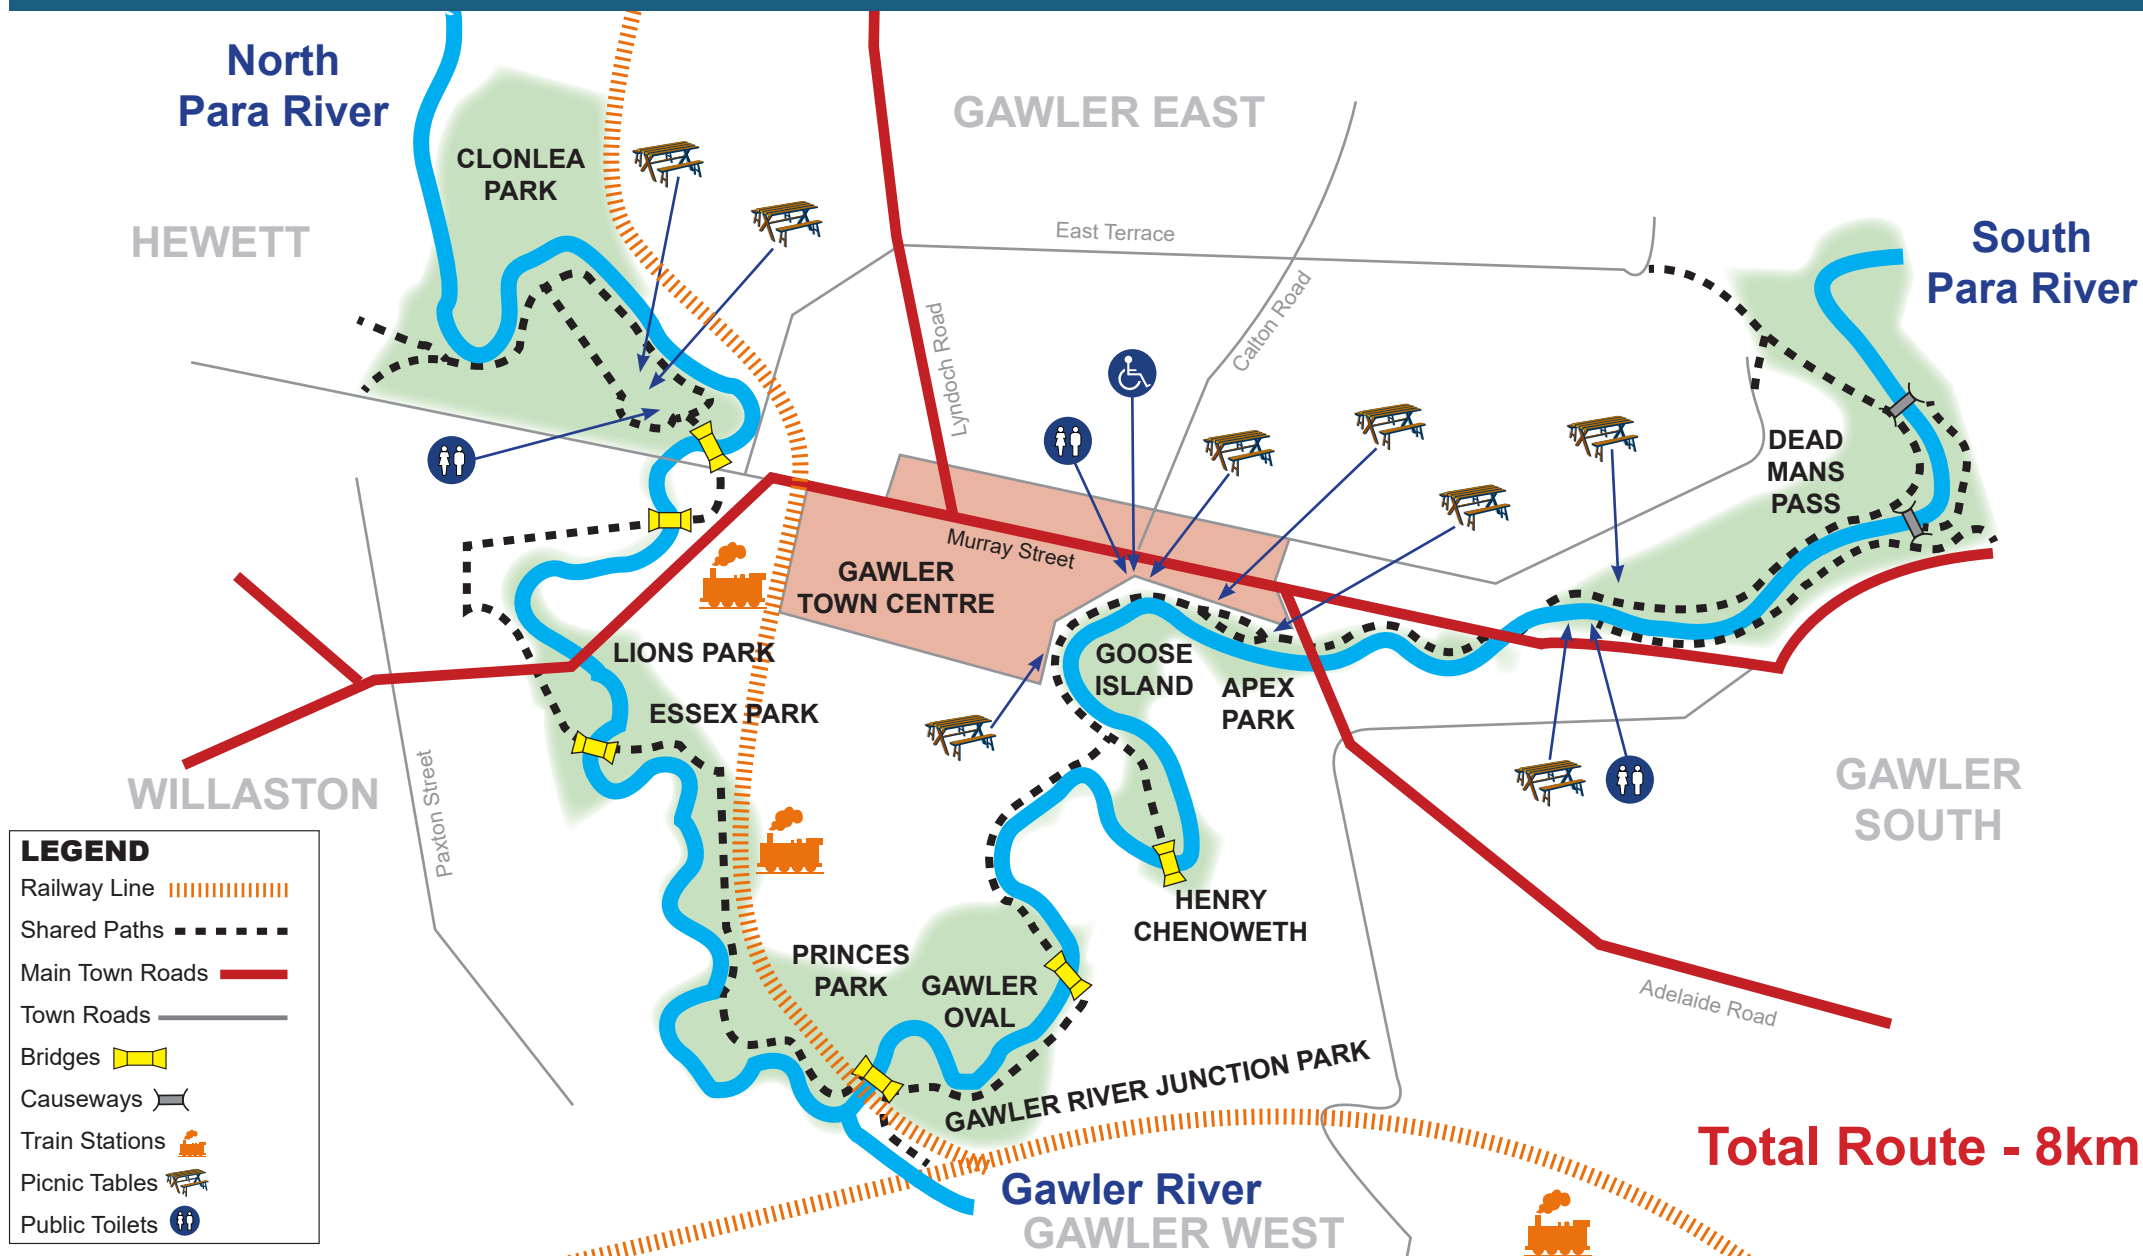 North
Para River
GAWLER EAST
CLONLEA
PARK
HEWETT
East Terrace
South
Para River
Lyndoch Road
Calton Road
DEAD
MANS
PASS
Murray Street
GAWLER
TOWN CENTRE
LIONS PARK
GOOSE
ISLAND
APEX
PARK
ESSEX PARK
WILLASTON
Paxton Street
GAWLER
SOUTH
HENRY
CHENOWETH
PRINCES
PARK
GAWLER
OVAL
Adelaide Road
GAWLER RIVER JUNCTION PARK
Total Route - 8km
Gawler River
GAWLER WEST
LEGEND
Railway Line
Shared Paths
Main Town Roads
Town Roads
Bridges
Causeways
Train Stations
Picnic Tables
Public Toilets